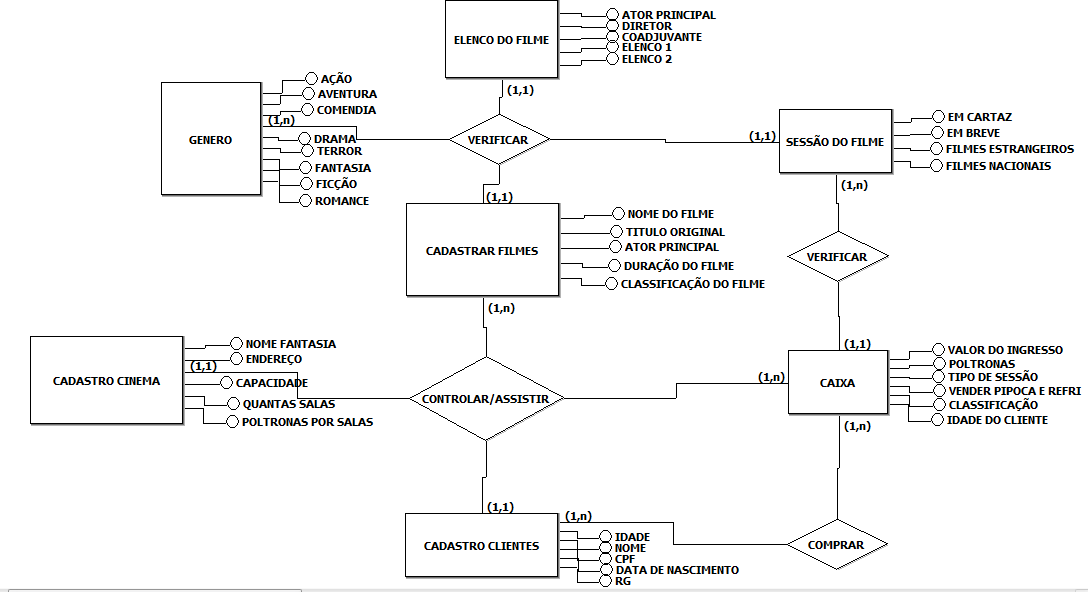 ELENCO DO FILME
ATOR PRINCIPAL
DIRETOR
COADJUVANTE
ELENCO 1
ELENCO 2
(1,1)
GENERO
AÇÃO
AVENTURA
COMENDIA
(1,n)
DRAMA
TERROR
FANTASIA
FICÇÃO
ROMANCE
VERIFICAR
(1,1)
SESSÃO DO FILME
EM CARTAZ
EM BREVE
FILMES ESTRANGEIROS
FILMES NACIONAIS
(1,n)
(1,1)
CADASTRAR FILMES
NOME DO FILME
TITULO ORIGINAL
ATOR PRINCIPAL
DURAÇÃO DO FILME
CLASSIFICAÇÃO DO FILME
(1,n)
VERIFICAR
(1,1)
CADASTRO CINEMA
NOME FANTASIA
ENDEREÇO
(1,1)
CAPACIDADE
QUANTAS SALAS
POLTRONAS POR SALAS
CONTROLAR/ASSISTIR
(1,n)
CAIXA
VALOR DO INGRESSO
POLTRONAS
TIPO DE SESSÃO
VENDER PIPOCA E REFRI
CLASSIFICAÇÃO
IDADE DO CLIENTE
(1,n)
(1,1)
CADASTRO CLIENTES
(1,n)
IDADE
NOME
CPF
DATA DE NASCIMENTO
RG
COMPRAR